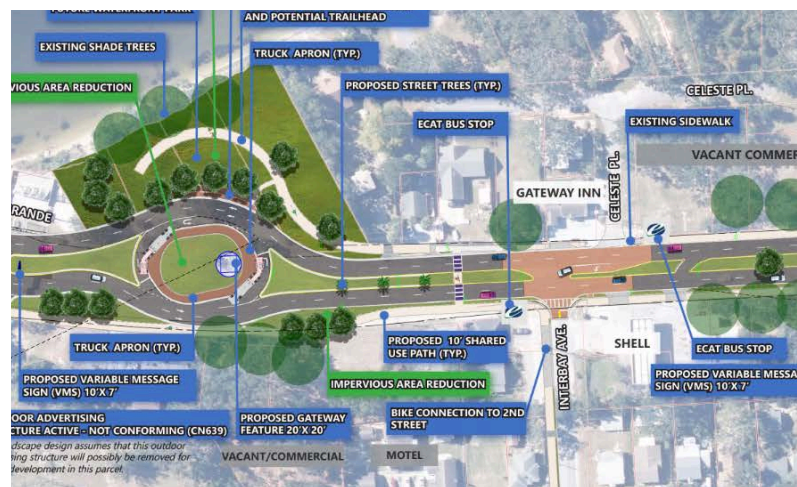 FUTURE WATERFRONT PARK
AND POTENTIAL TRAILHEAD
EXISTING SHADE TREES
TRUCK APRON (TYP.)
VIOUS AREA REDUCTION
PROPOSED STREET TREES (TYP.)
CELESTE PL.
ECAT BUS STOP
EXISTING SIDEWALK
VACANT COMMER
GATEWAY INN
CELESTE PL.
RANDE
TRUCK APRON (TYP.)
PROPOSED 10' SHARED
USE PATH (TYP.)
INTERBAY AVE.
SHELL
ECAT BUS STOP
PROPOSED VARIABLE MESSAGE
SIGN (VMS) 10'X 7'
IMPERVIOUS AREA REDUCTION
PROPOSED VARIABLE MESSA
SIGN (VMS) 10'X 7'
OOR ADVERTISING
CTURE ACTIVE - NOT CONFORMING (CN639)
PROPOSED GATEWAY
FEATURE 20'X 20'
BIKE CONNECTION TO 2ND
STREET
dscape design assumes that this outdoor
ing structure will possibly be removed for
development in this parcel.
VACANT/COMMERCIAL
MOTEL